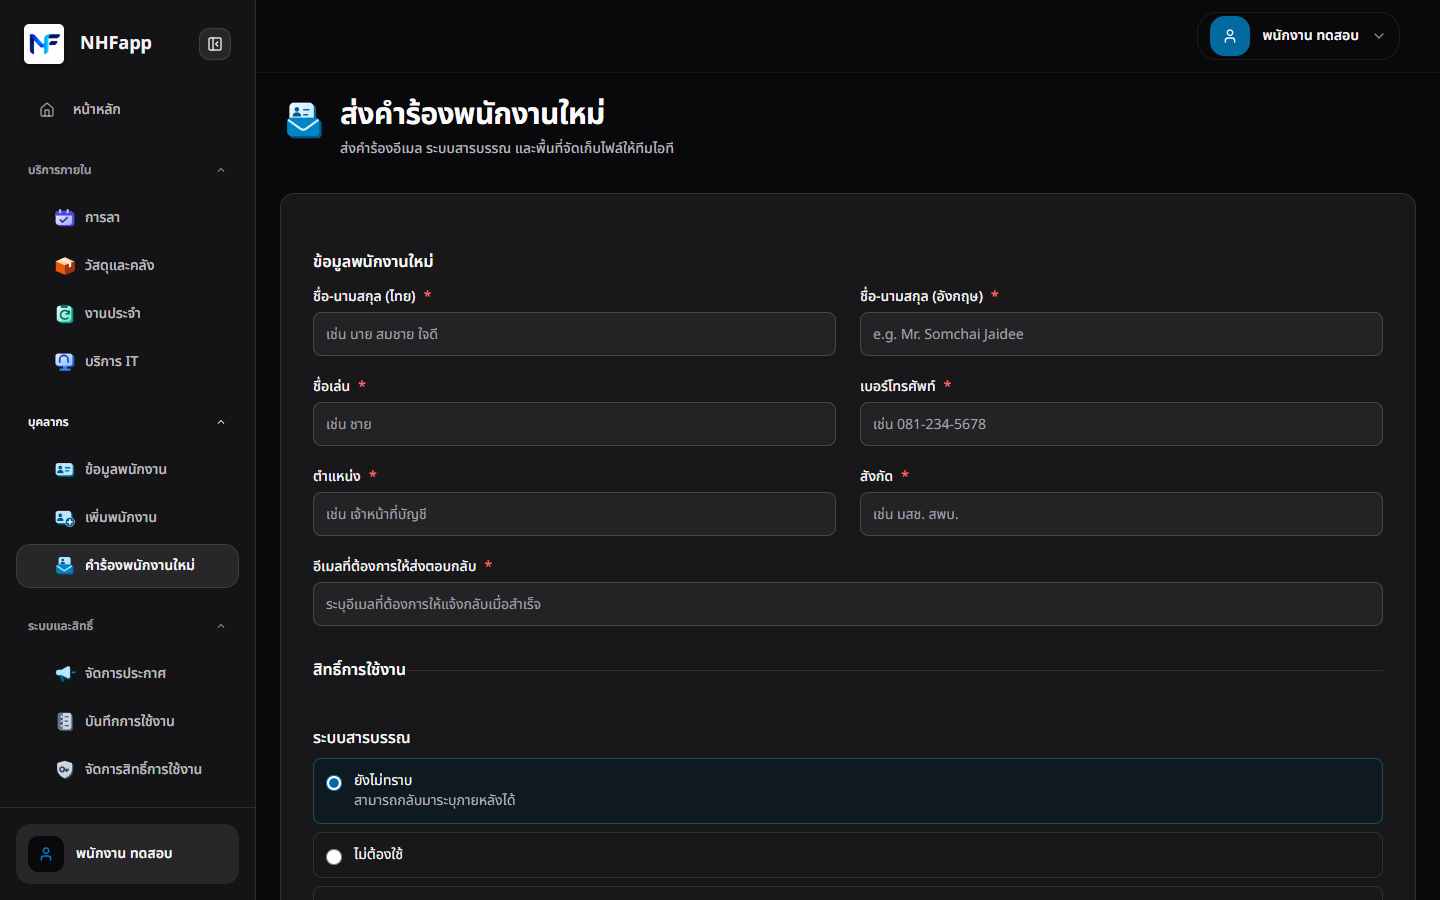 NHFapp
พนักงาน ทดสอบ
หน้าหลัก
บริการภายใน
การลา
วัสดุและคลัง
งานประจำ
บริการ IT
บุคลากร
ข้อมูลพนักงาน
เพิ่มพนักงาน
คำร้องพนักงานใหม่
ระบบและสิทธิ์
จัดการประกาศ
บันทึกการใช้งาน
จัดการสิทธิ์การใช้งาน
พนักงาน ทดสอบ
ส่งคำร้องพนักงานใหม่
ส่งคำร้องอีเมล ระบบสารบรรณ และพื้นที่จัดเก็บไฟล์ให้ทีมไอที
ข้อมูลพนักงานใหม่
ชื่อ-นามสกุล (ไทย) *
เช่น นาย สมชาย ใจดี
ชื่อ-นามสกุล (อังกฤษ) *
e.g. Mr. Somchai Jaidee
ชื่อเล่น *
เช่น ชาย
เบอร์โทรศัพท์ *
เช่น 081-234-5678
ตำแหน่ง *
เช่น เจ้าหน้าที่บัญชี
สังกัด *
เช่น มสช. สพบ.
อีเมลที่ต้องการให้ส่งตอบกลับ *
ระบุอีเมลที่ต้องการให้แจ้งกลับเมื่อสำเร็จ
สิทธิ์การใช้งาน
ระบบสารบรรณ
ยังไม่ทราบ
สามารถกลับมาระบุภายหลังได้
ไม่ต้องใช้